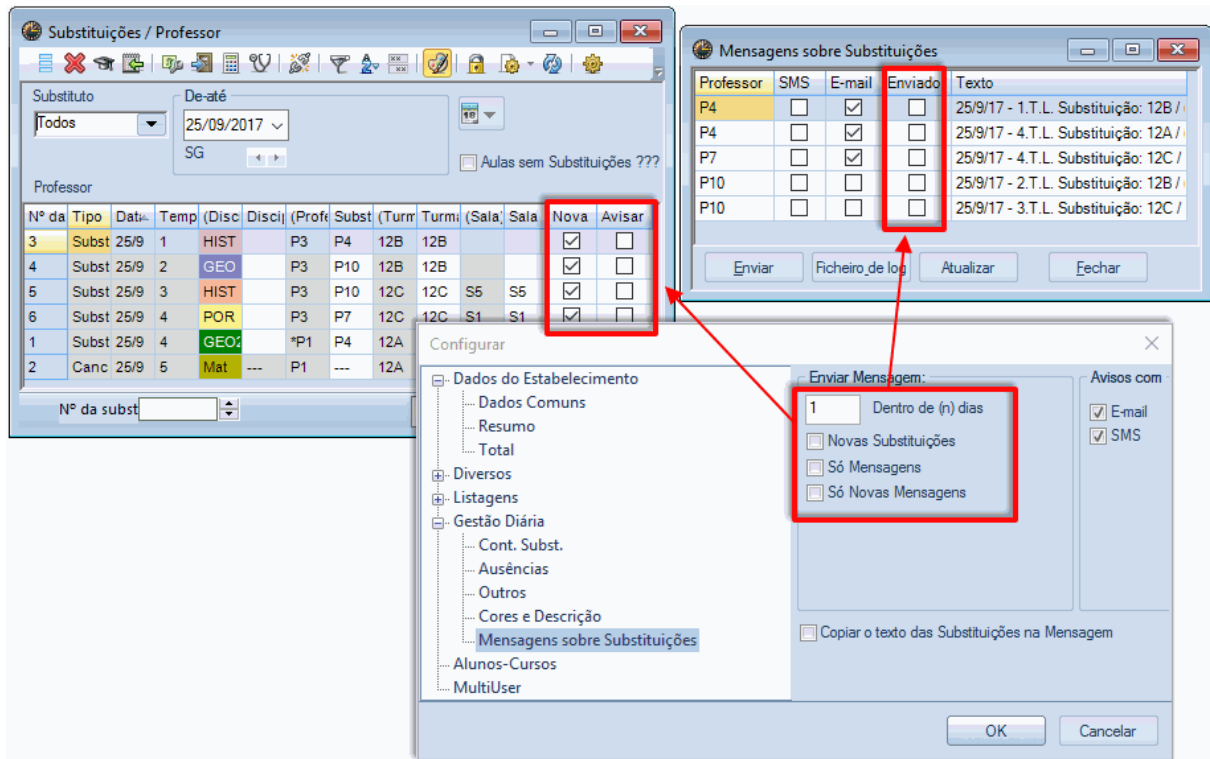 Substituições / Professor
Substituto
De-até
Todos
25/09/2017
SG
Aulas sem Substituições ???
Professor
Nº da Tipo Data Temp (Disc Discip (Profe Subst (Turm Turma (Sala) Sala Nova Avisar
3 Subst 25/9 1 HIST P3 P4 12B 12B
4 Subst 25/9 2 GEO P3 P10 12B 12B
5 Subst 25/9 3 HIST P3 P10 12C 12C S5 S5
6 Subst 25/9 4 POR P3 P7 12C 12C S1 S1
1 Subst 25/9 4 GEO2 *P1 P4 12A
2 Canc 25/9 5 Mat --- P1 --- 12A
Nº da subst
Mensagens sobre Substituições
Professor SMS E-mail Enviado Texto
P4 25/9/17 - 1.T.L. Substituição: 12B /
P4 25/9/17 - 4.T.L. Substituição: 12A /
P7 25/9/17 - 4.T.L. Substituição: 12C /
P10 25/9/17 - 2.T.L. Substituição: 12B /
P10 25/9/17 - 3.T.L. Substituição: 12C /
Enviar Ficheiro de log Atualizar Fechar
Configurar
Dados do Estabelecimento
Dados Comuns
Resumo
Total
Diversos
Listagens
Gestão Diária
Cont. Subst.
Ausências
Outros
Cores e Descrição
Mensagens sobre Substituições
Alunos-Cursos
MultiUser
Enviar Mensagem:
1 Dentro de (n) dias
Novas Substituições
Só Mensagens
Só Novas Mensagens
Avisos com
E-mail
SMS
Copiar o texto das Substituições na Mensagem
OK Cancelar